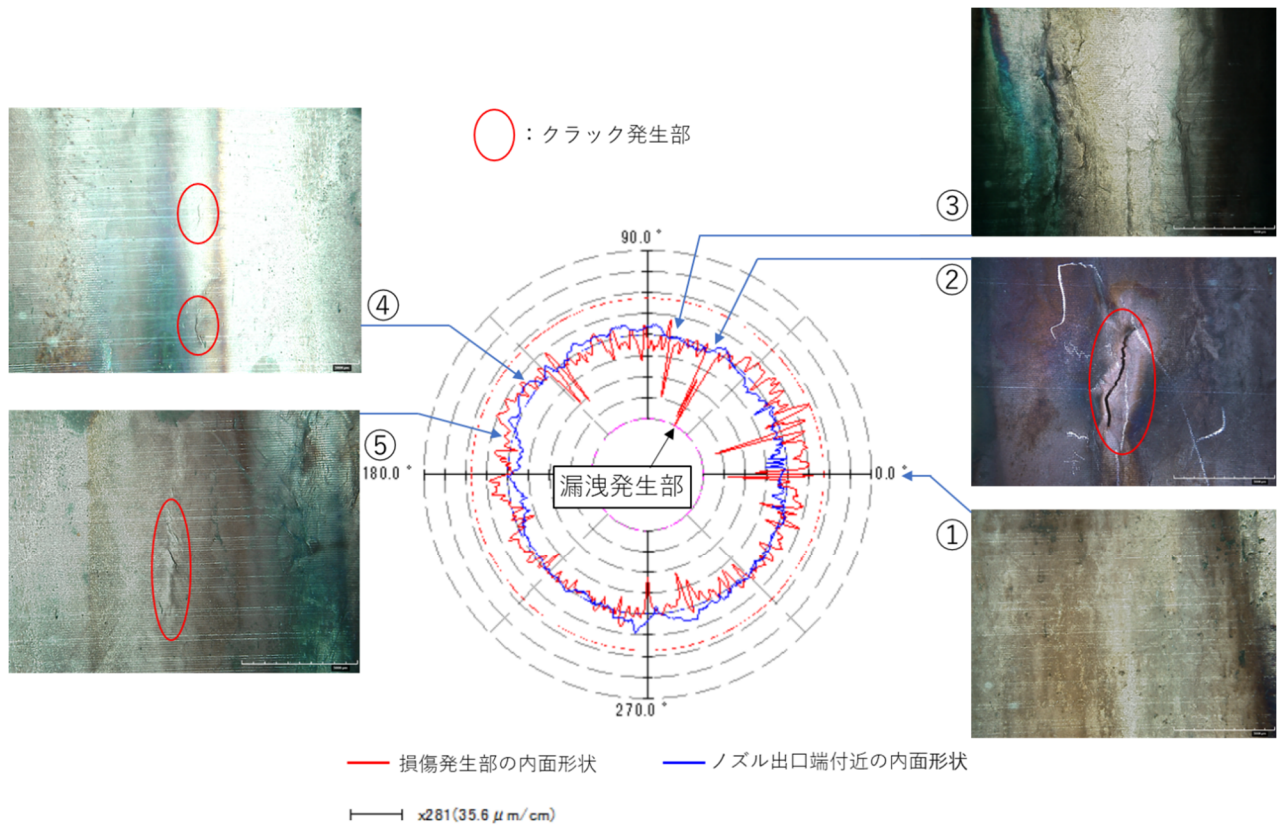 ：クラック発生部
③
90.0 °
②
④
⑤
180.0 °
0.0 °
漏洩発生部
①
270.0 °
損傷発生部の内面形状
ノズル出口端付近の内面形状
x281(35.6 μm/cm)